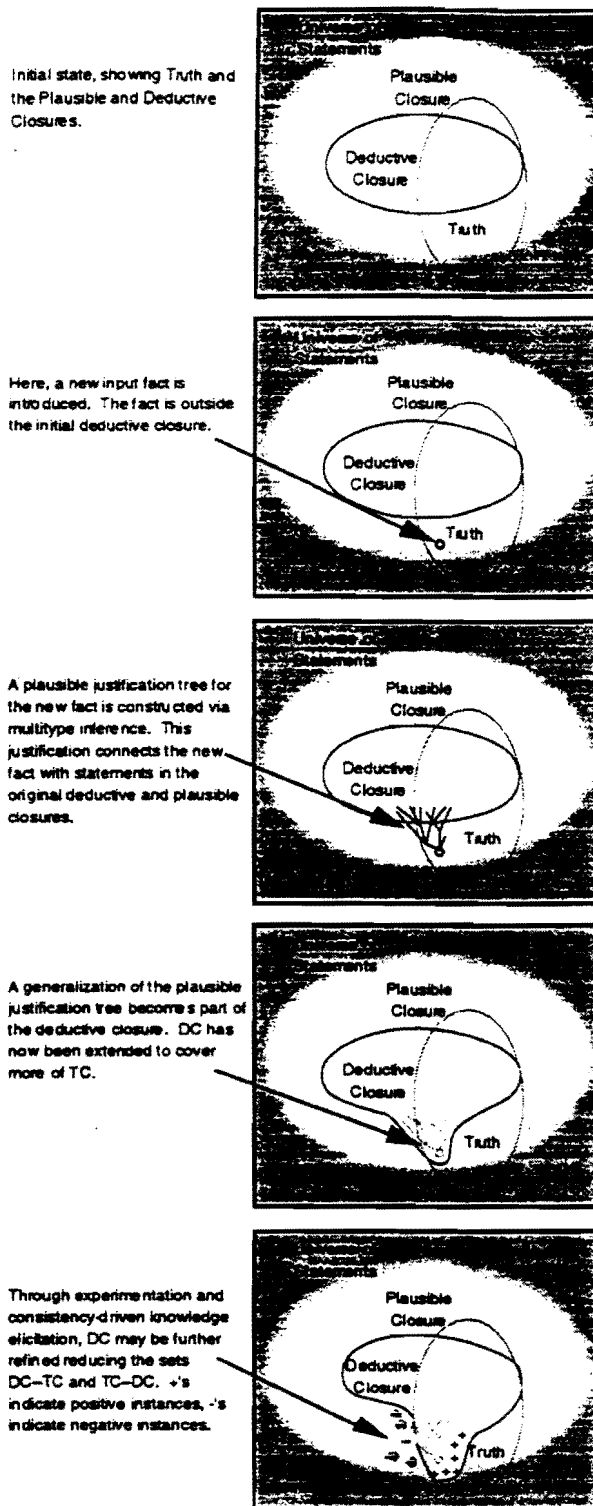 Initial state, showing Truth and
the Plausible and Deductive
Closures.
Universe of
Statements
Plausible
Closure
Deductive
Closure
Truth
Here, a new input fact is
introduced. The fact is outside
the initial deductive closure.
Universe of
Statements
Plausible
Closure
Deductive
Closure
Truth
A plausible justification tree for
the new fact is constructed via
multitype inference. This
justification connects the new
fact with statements in the
original deductive and plausible
closures.
Universe of
Statements
Plausible
Closure
Deductive
Closure
Truth
A generalization of the plausible
justification tree becomes part of
the deductive closure. DC has
now been extended to cover
more of TC.
Statements
Plausible
Closure
Deductive
Closure
Truth
Through experimentation and
consistency-driven knowledge
elicitation, DC may be further
refined reducing the sets
DC–TC and TC–DC. +'s
indicate positive instances, -'s
indicate negative instances.
Statements
Plausible
Closure
Deductive
Closure
Truth